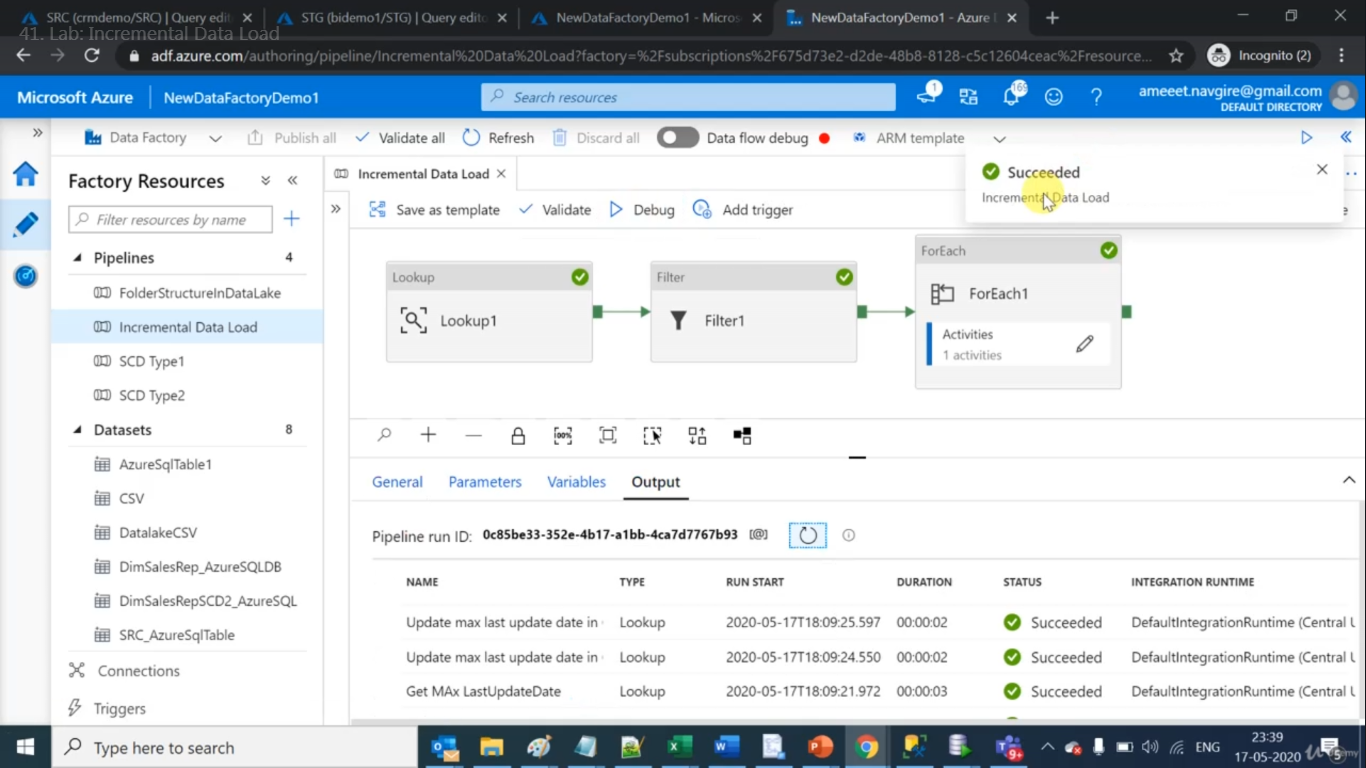 SRC (crmdemo/SRC) | Query edit
STG (bidemo1/STG) | Query edito
NewDataFactoryDemo1 - Micros
NewDataFactoryDemo1 - Azure
41. Lab: Incremental Data Load
adf.azure.com/authoring/pipeline/Incremental%20Data%20Load?factory=%2Fsubscriptions%2F675d73e2-d2de-48b8-8128-c5c12604ceac%2Fresource...
Incognito (2)
Microsoft Azure
NewDataFactoryDemo1
Search resources
1
169
ameeet.navgire@gmail.com
DEFAULT DIRECTORY
Data Factory
Publish all
Validate all
Refresh
Discard all
Data flow debug
ARM template
Succeeded
Incremental Data Load
Factory Resources
Incremental Data Load
Filter resources by name
Save as template
Validate
Debug
Add trigger
Pipelines 4
FolderStructureInDataLake
Incremental Data Load
SCD Type1
SCD Type2
Datasets 8
AzureSqlTable1
CSV
DatalakeCSV
DimSalesRep_AzureSQLDB
DimSalesRepSCD2_AzureSQL
SRC_AzureSqlTable
Connections
Triggers
Lookup
Lookup1
Filter
Filter1
ForEach
ForEach1
Activities
1 activities
100%
General Parameters Variables Output
Pipeline run ID: 0c85be33-352e-4b17-a1bb-4ca7d7767b93 [@]
NAME TYPE RUN START DURATION STATUS INTEGRATION RUNTIME
Update max last update date in Lookup 2020-05-17T18:09:25.597 00:00:02 Succeeded DefaultIntegrationRuntime (Central U
Update max last update date in Lookup 2020-05-17T18:09:24.550 00:00:02 Succeeded DefaultIntegrationRuntime (Central U
Get MAx LastUpdateDate Lookup 2020-05-17T18:09:21.972 00:00:03 Succeeded DefaultIntegrationRuntime (Central U
Type here to search
9+
ENG
23:39
17-05-2020
5